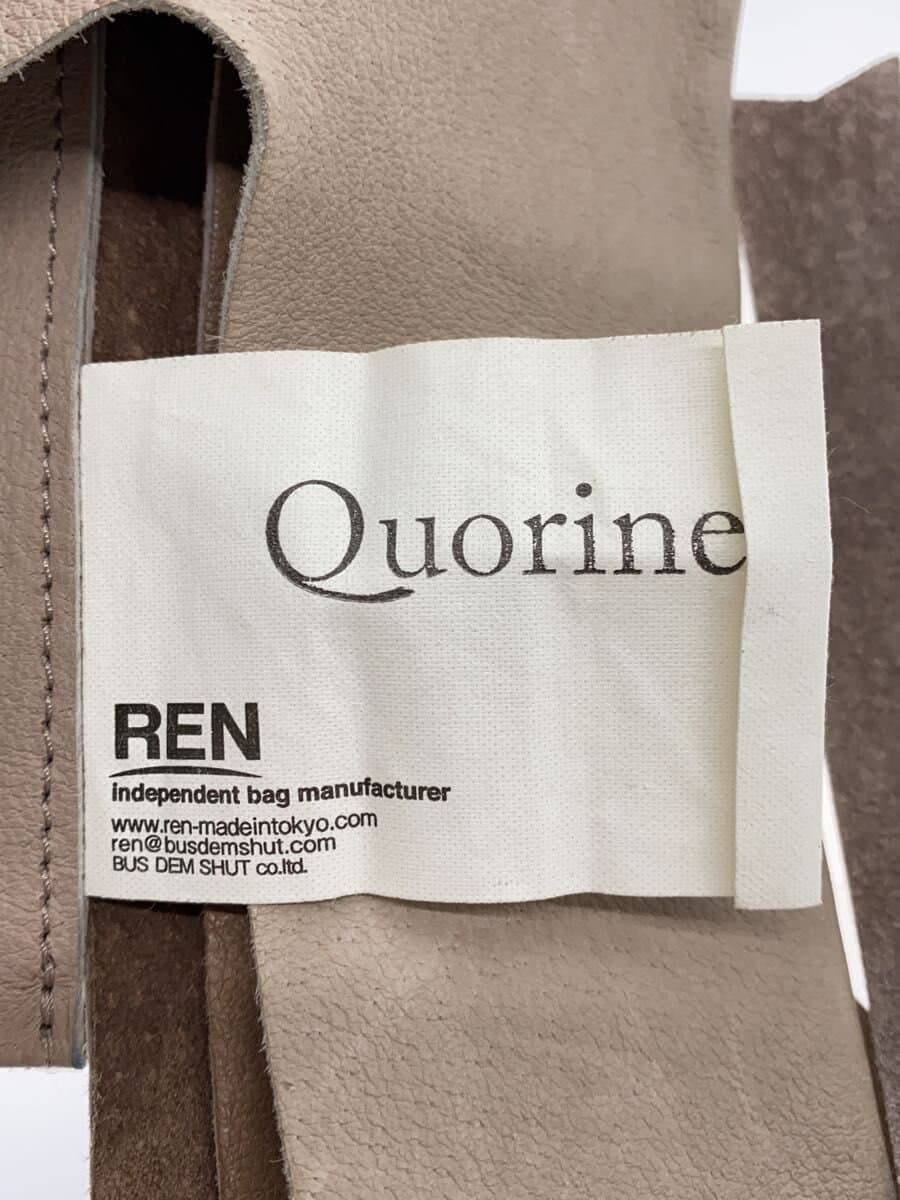 Quorine
REN
independent bag manufacturer
www.ren-madeintokyo.com
ren@busdemshut.com
BUS DEM SHUT co.ltd.